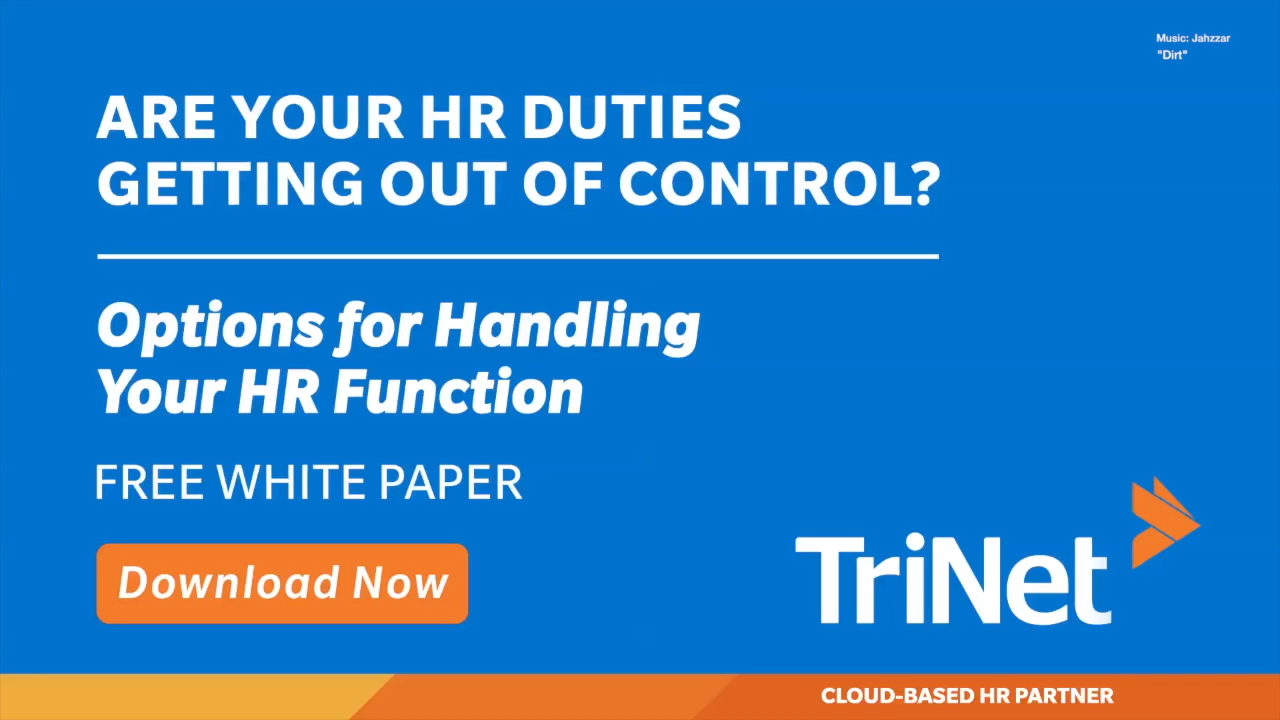 Music: Jahzzar
"Dirt"
ARE YOUR HR DUTIES
GETTING OUT OF CONTROL?
Options for Handling
Your HR Function
FREE WHITE PAPER
Download Now
TriNet
CLOUD-BASED HR PARTNER